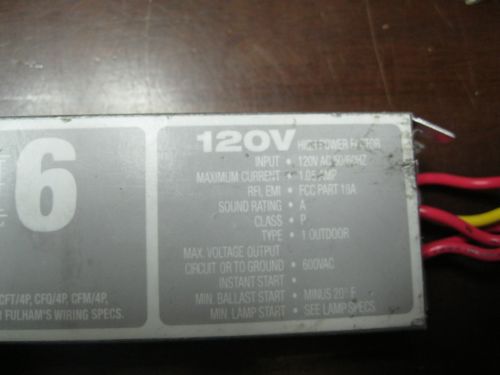 120V HIGH POWER FACTOR
INPUT • 120V AC 50/60HZ
MAXIMUM CURRENT • 1.05 AMP
RFI, EMI • FCC PART 18A
SOUND RATING • A
CLASS • P
TYPE • 1 OUTDOOR
MAX. VOLTAGE OUTPUT
CIRCUIT OR TO GROUND • 600VAC
INSTANT START •
MIN. BALLAST START • MINUS 20° F
MIN. LAMP START • SEE LAMP SPECS.
6
CFT/4P, CFQ/4P, CFM/4P,
FULHAM'S WIRING SPECS.